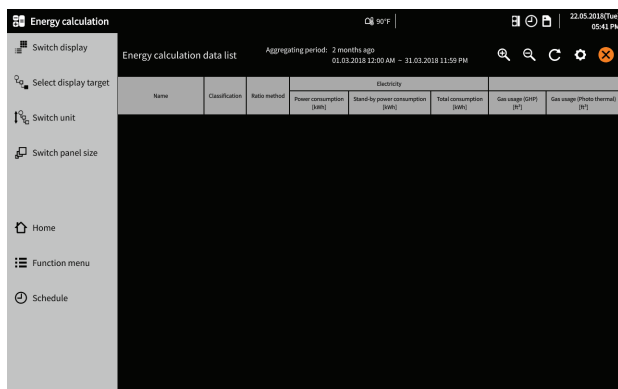 Energy calculation
90°F
22.05.2018(Tue
05:41 PM
Switch display
Select display target
Switch unit
Switch panel size
Home
Function menu
Schedule
Energy calculation data list
Aggregating period: 2 months ago
01.03.2018 12:00 AM ~ 31.03.2018 11:59 PM
Electricity
Name
Classification
Ratio method
Power consumption
[kWh]
Stand-by power consumption
[kWh]
Total consumption
[kWh]
Gas usage (GHP)
[ft³]
Gas usage (Photo thermal)
[ft³]